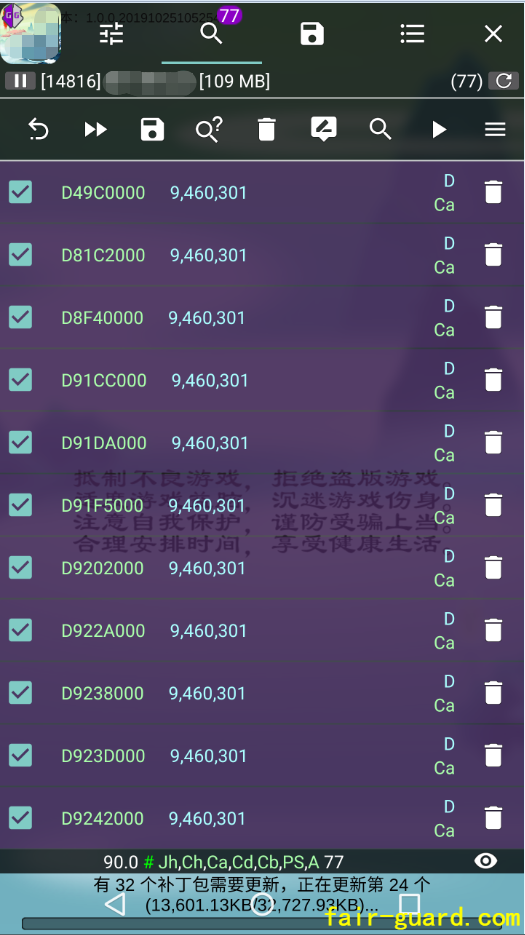 本: 1.0.0.20191025105254
77
[14816]
[109 MB]
(77)
D49C0000 9,460,301 D Ca
D81C2000 9,460,301 D Ca
D8F40000 9,460,301 D Ca
D91CC000 9,460,301 D Ca
D91DA000 9,460,301 D Ca
抵制不良游戏，拒绝盗版游戏。
D91F5000 9,460,301 D Ca
沉迷游戏伤身。
注意自我保护，谨防受骗上当。
合理安排时间，享受健康生活。
D9202000 9,460,301 D Ca
D922A000 9,460,301 D Ca
D9238000 9,460,301 D Ca
D923D000 9,460,301 D Ca
D9242000 9,460,301 D Ca
90.0 # Jh,Ch,Ca,Cd,Cb,PS,A 77
有 32 个补丁包需要更新，正在更新第 24 个
(13,601.13KB/32,727.93KB)...
fair-guard.com